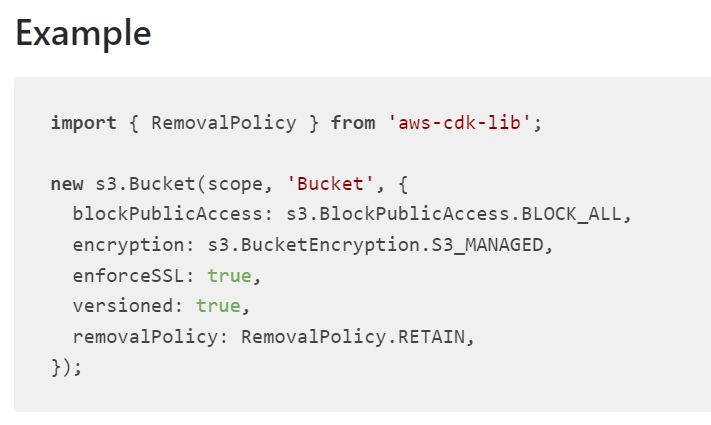 Example
import { RemovalPolicy } from 'aws-cdk-lib';
new s3.Bucket(scope, 'Bucket', {
  blockPublicAccess: s3.BlockPublicAccess.BLOCK_ALL,
  encryption: s3.BucketEncryption.S3_MANAGED,
  enforceSSL: true,
  versioned: true,
  removalPolicy: RemovalPolicy.RETAIN,
});